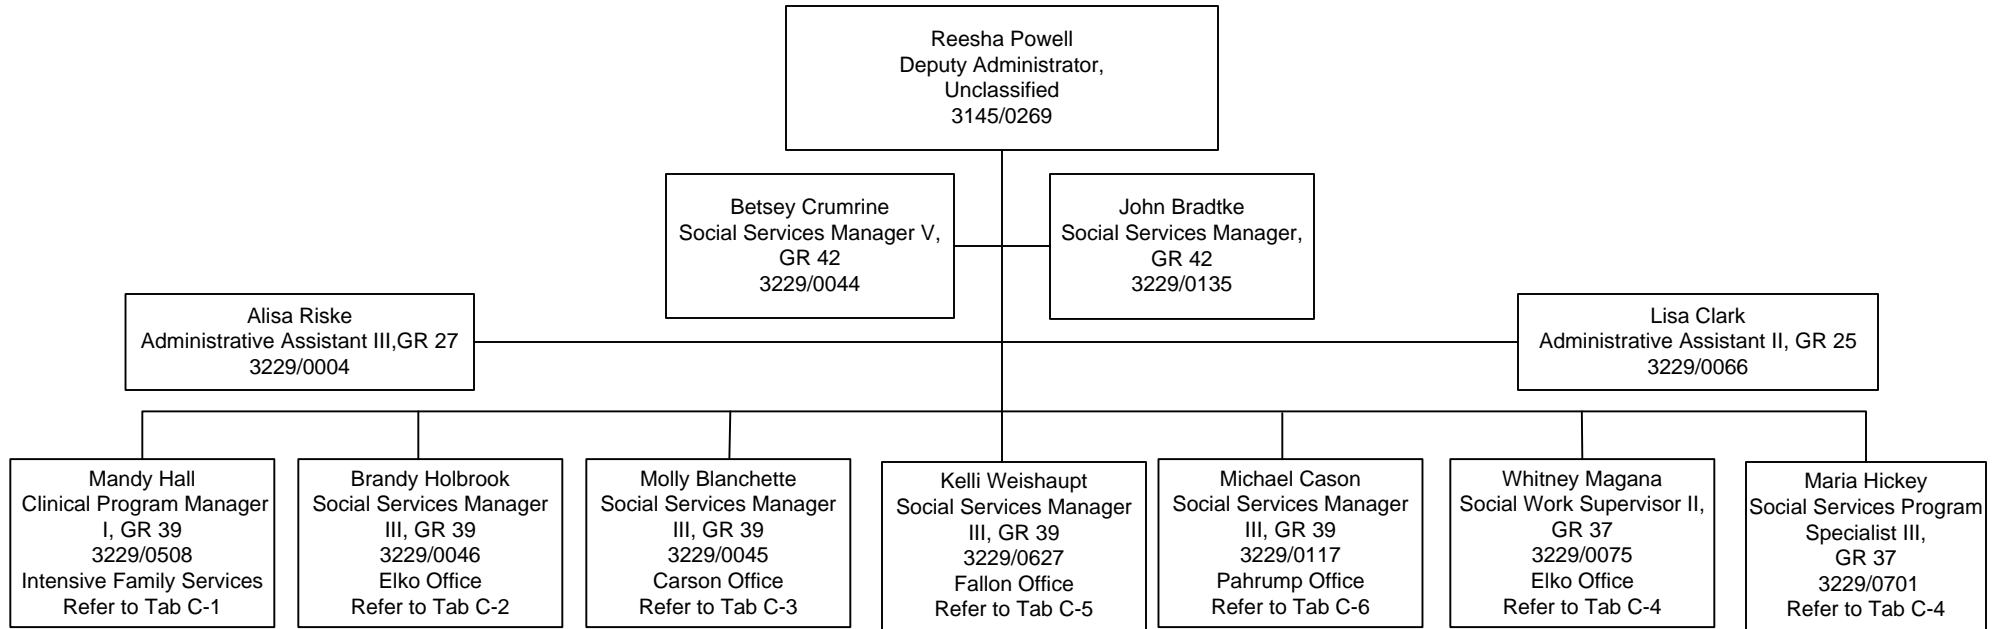 Reesha Powell
Deputy Administrator,
Unclassified
3145/0269
Betsey Crumrine
Social Services Manager V,
GR 42
3229/0044
John Bradtke
Social Services Manager,
GR 42
3229/0135
Alisa Riske
Administrative Assistant III,GR 27
3229/0004
Lisa Clark
Administrative Assistant II, GR 25
3229/0066
Mandy Hall
Clinical Program Manager
I, GR 39
3229/0508
Intensive Family Services
Refer to Tab C-1
Brandy Holbrook
Social Services Manager
III, GR 39
3229/0046
Elko Office
Refer to Tab C-2
Molly Blanchette
Social Services Manager
III, GR 39
3229/0045
Carson Office
Refer to Tab C-3
Kelli Weishaupt
Social Services Manager
III, GR 39
3229/0627
Fallon Office
Refer to Tab C-5
Michael Cason
Social Services Manager
III, GR 39
3229/0117
Pahrump Office
Refer to Tab C-6
Whitney Magana
Social Work Supervisor II,
GR 37
3229/0075
Elko Office
Refer to Tab C-4
Maria Hickey
Social Services Program
Specialist III,
GR 37
3229/0701
Refer to Tab C-4